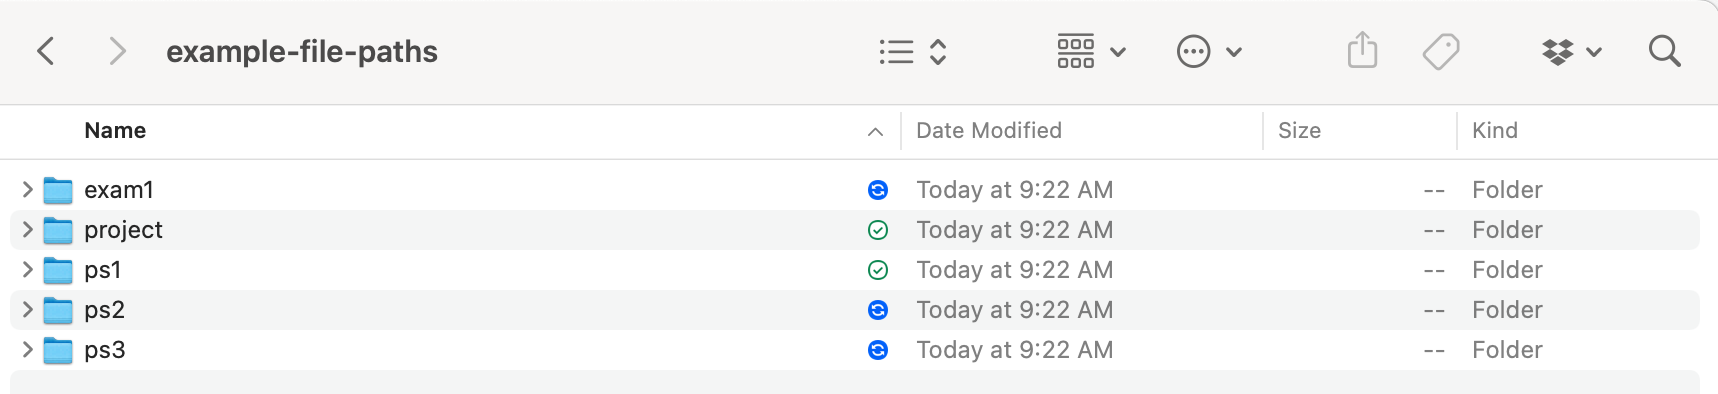 example-file-paths
Name Date Modified Size Kind
exam1 Today at 9:22 AM -- Folder
project Today at 9:22 AM -- Folder
ps1 Today at 9:22 AM -- Folder
ps2 Today at 9:22 AM -- Folder
ps3 Today at 9:22 AM -- Folder